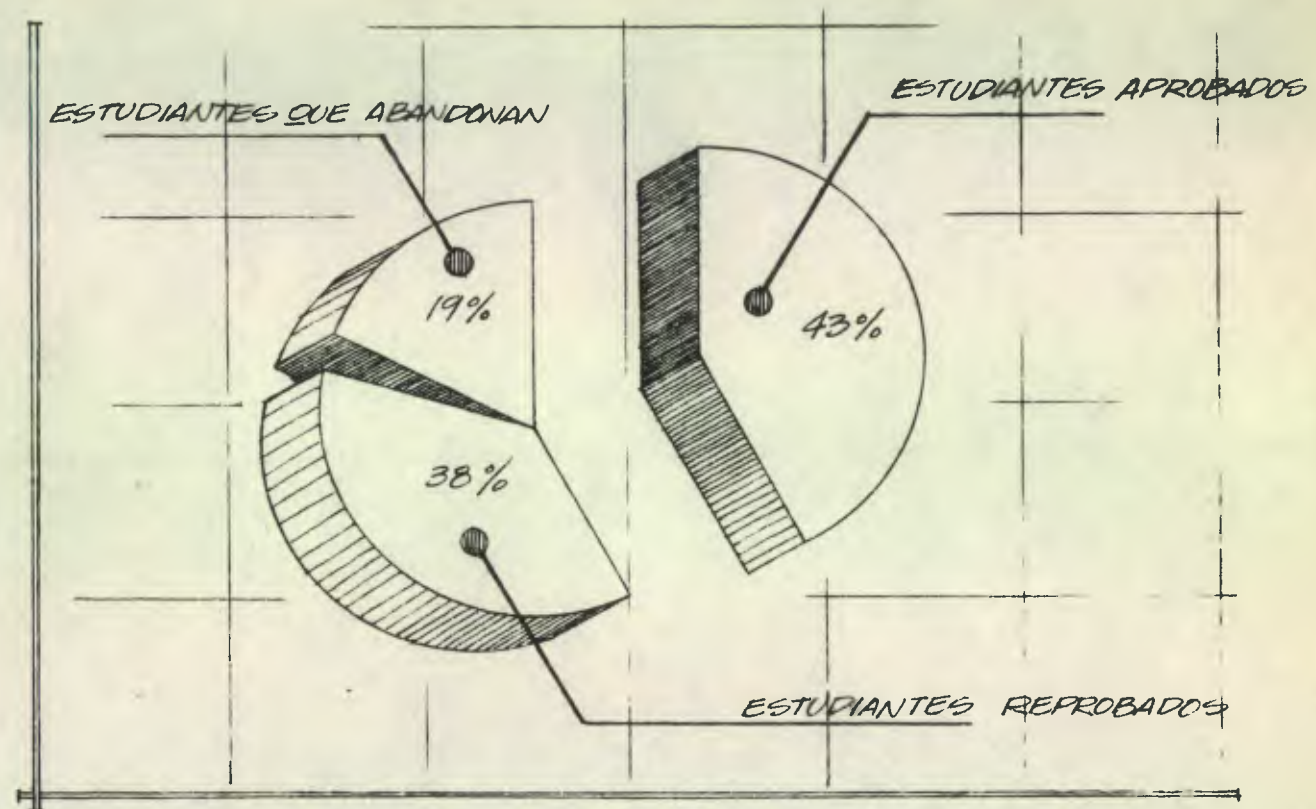 ESTUDIANTES QUE ABANDONAN
ESTUDIANTES APROBADOS
19%
43%
38%
ESTUDIANTES REPROBADOS